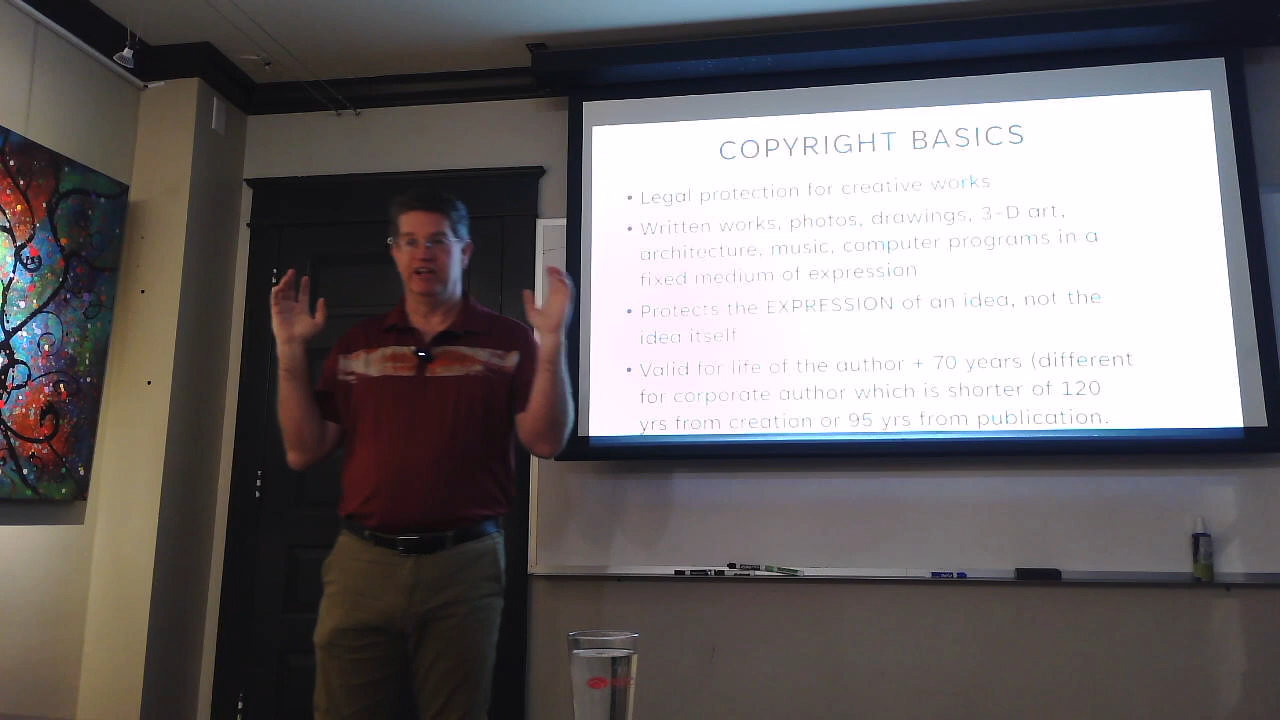 COPYRIGHT BASICS
• Legal protection for creative works
• Written works, photos, drawings, 3-D art,
architecture, music, computer programs in a
fixed medium of expression
• Protects the EXPRESSION of an idea, not the
idea itself
• Valid for life of the author + 70 years (different
for corporate author which is shorter of 120
yrs from creation or 95 yrs from publication.